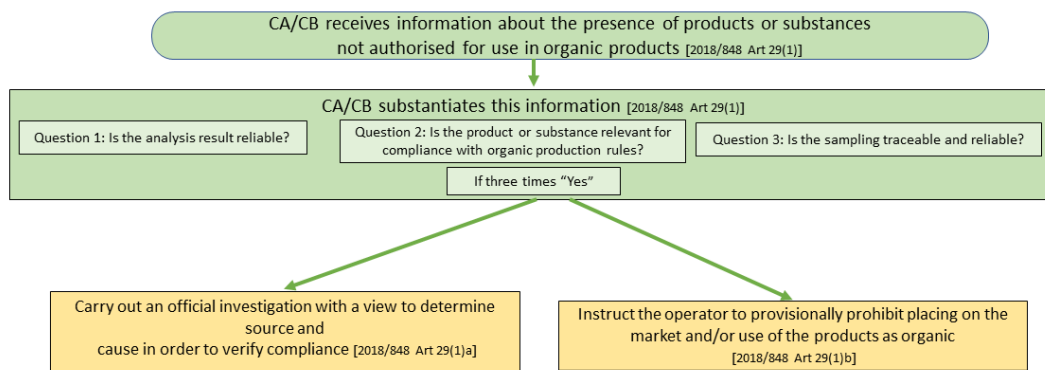 CA/CB receives information about the presence of products or substances
not authorised for use in organic products [2018/848 Art 29(1)]
CA/CB substantiates this information [2018/848 Art 29(1)]
Question 1: Is the analysis result reliable?
Question 2: Is the product or substance relevant for
compliance with organic production rules?
Question 3: Is the sampling traceable and reliable?
If three times “Yes”
Carry out an official investigation with a view to determine
source and
cause in order to verify compliance [2018/848 Art 29(1)a]
Instruct the operator to provisionally prohibit placing on the
market and/or use of the products as organic
[2018/848 Art 29(1)b]